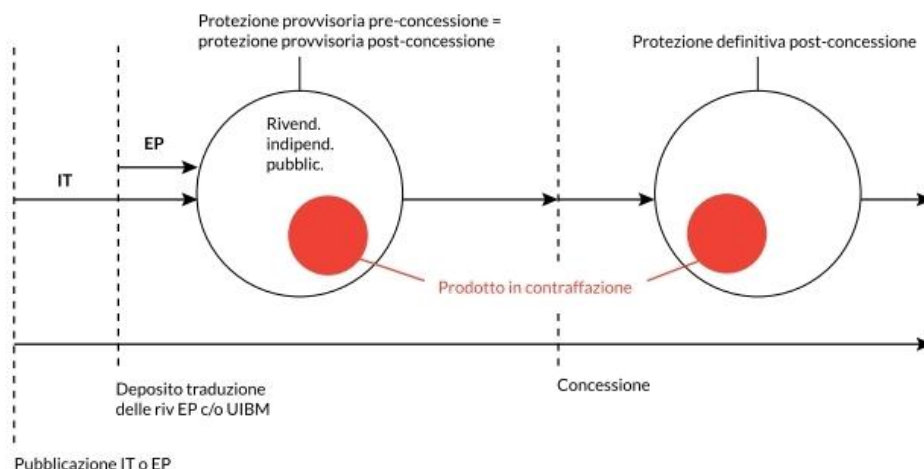 Protezione provvisoria pre-concessione =
protezione provvisoria post-concessione
Protezione definitiva post-concessione
Rivend.
indipend.
pubblic.
EP
IT
Prodotto in contraffazione
Deposito traduzione
delle riv EP c/o UIBM
Concessione
Pubblicazione IT o EP